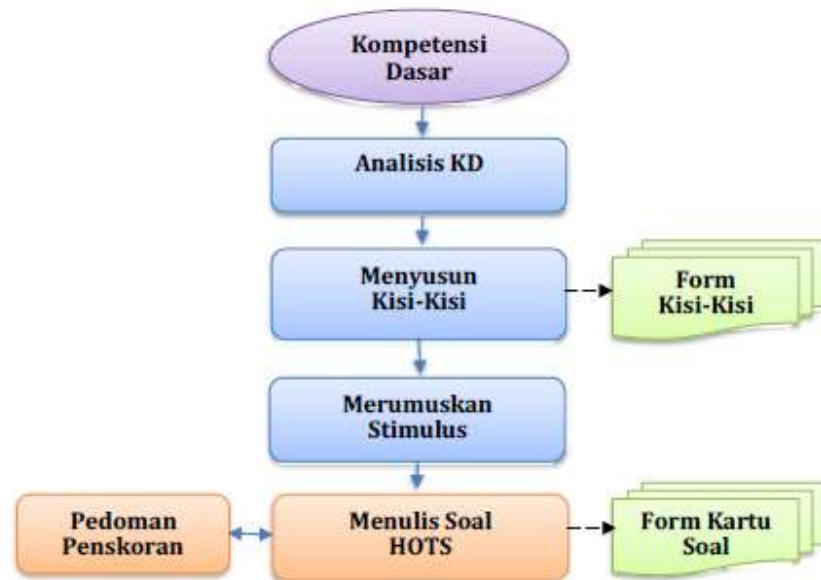 Kompetensi
Dasar
Analisis KD
Menyusun
Kisi-Kisi
Form
Kisi-Kisi
Merumuskan
Stimulus
Pedoman
Penskoran
Menulis Soal
HOTS
Form Kartu
Soal